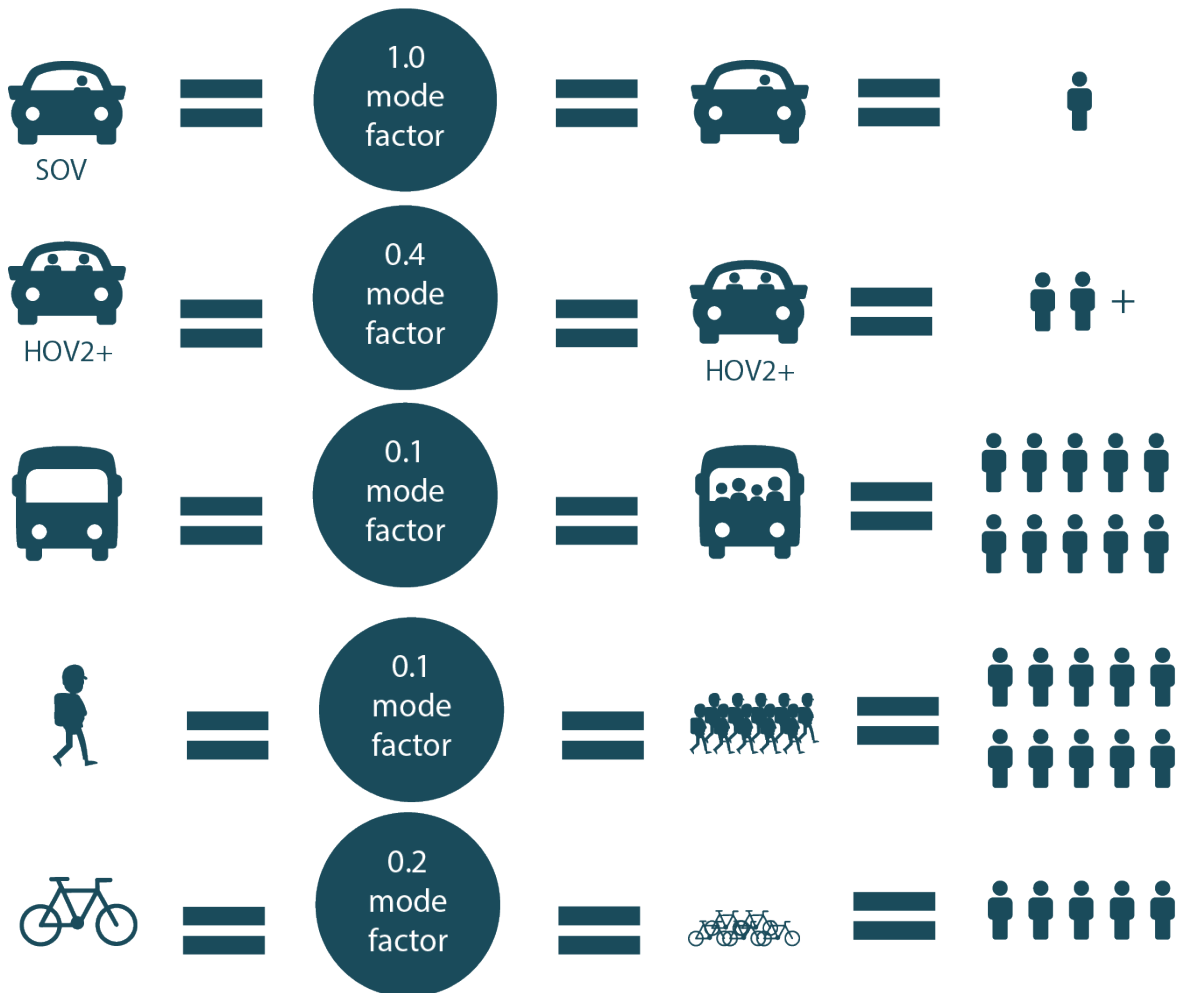 1.0
mode
factor
SOV
0.4
mode
factor
+
HOV2+
HOV2+
0.1
mode
factor
0.1
mode
factor
0.2
mode
factor